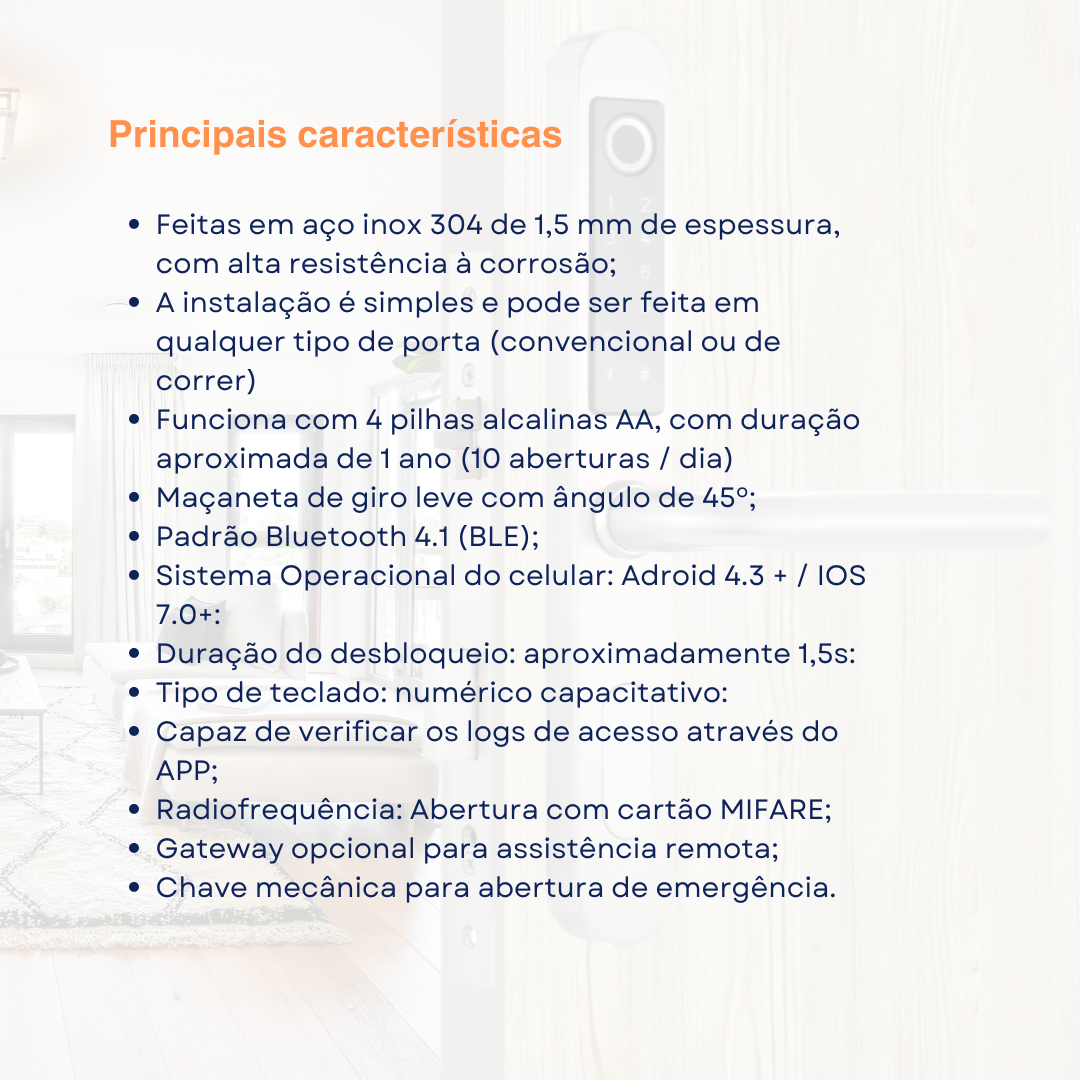 Principais características
• Feitas em aço inox 304 de 1,5 mm de espessura,
com alta resistência à corrosão;
• A instalação é simples e pode ser feita em
qualquer tipo de porta (convencional ou de
correr)
• Funciona com 4 pilhas alcalinas AA, com duração
aproximada de 1 ano (10 aberturas / dia)
• Maçaneta de giro leve com ângulo de 45º;
• Padrão Bluetooth 4.1 (BLE);
• Sistema Operacional do celular: Adroid 4.3 + / IOS
7.0+:
• Duração do desbloqueio: aproximadamente 1,5s:
• Tipo de teclado: numérico capacitativo:
• Capaz de verificar os logs de acesso através do
APP;
• Radiofrequência: Abertura com cartão MIFARE;
• Gateway opcional para assistência remota;
• Chave mecânica para abertura de emergência.